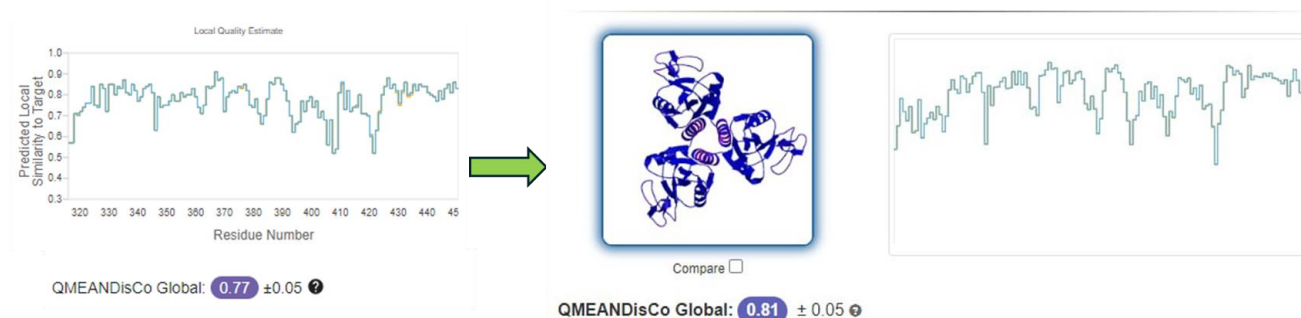 Local Quality Estimate
Predicted Local
Similarity to Target
1.0
0.9
0.8
0.7
0.6
0.5
0.4
0.3
320 330 340 350 360 370 380 390 400 410 420 430 440 45
Residue Number
QMEANDisCo Global: 0.77 ±0.05 ?
Compare
QMEANDisCo Global: 0.81 ± 0.05 ?